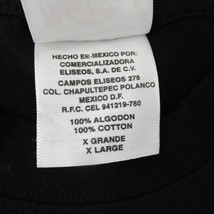 HECHO EN MEXICO POR:
COMERCIALIZADORA
ELISEOS, S.A. DE C.V.
CAMPOS ELISEOS 278
COL. CHAPULTEPEC POLANCO
MEXICO D.F.
R.F.C. CEL 941219-780
100% ALGODON
100% COTTON
X GRANDE
X LARGE